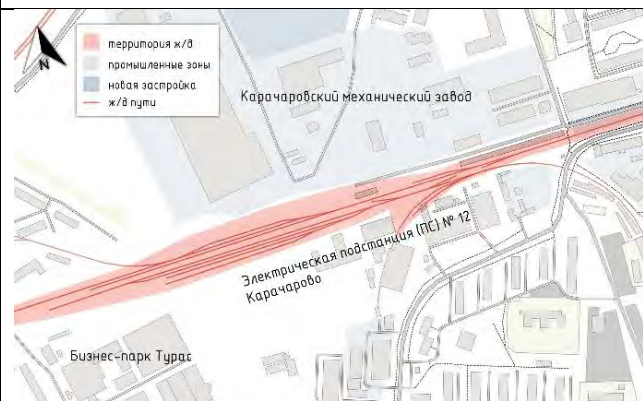 территория ж/д
промышленные зоны
новая застройка
ж/д пути
N
Карачаровский механический завод
Электрическая подстанция (ПС) № 12
Карачарово
Бизнес-парк Турас